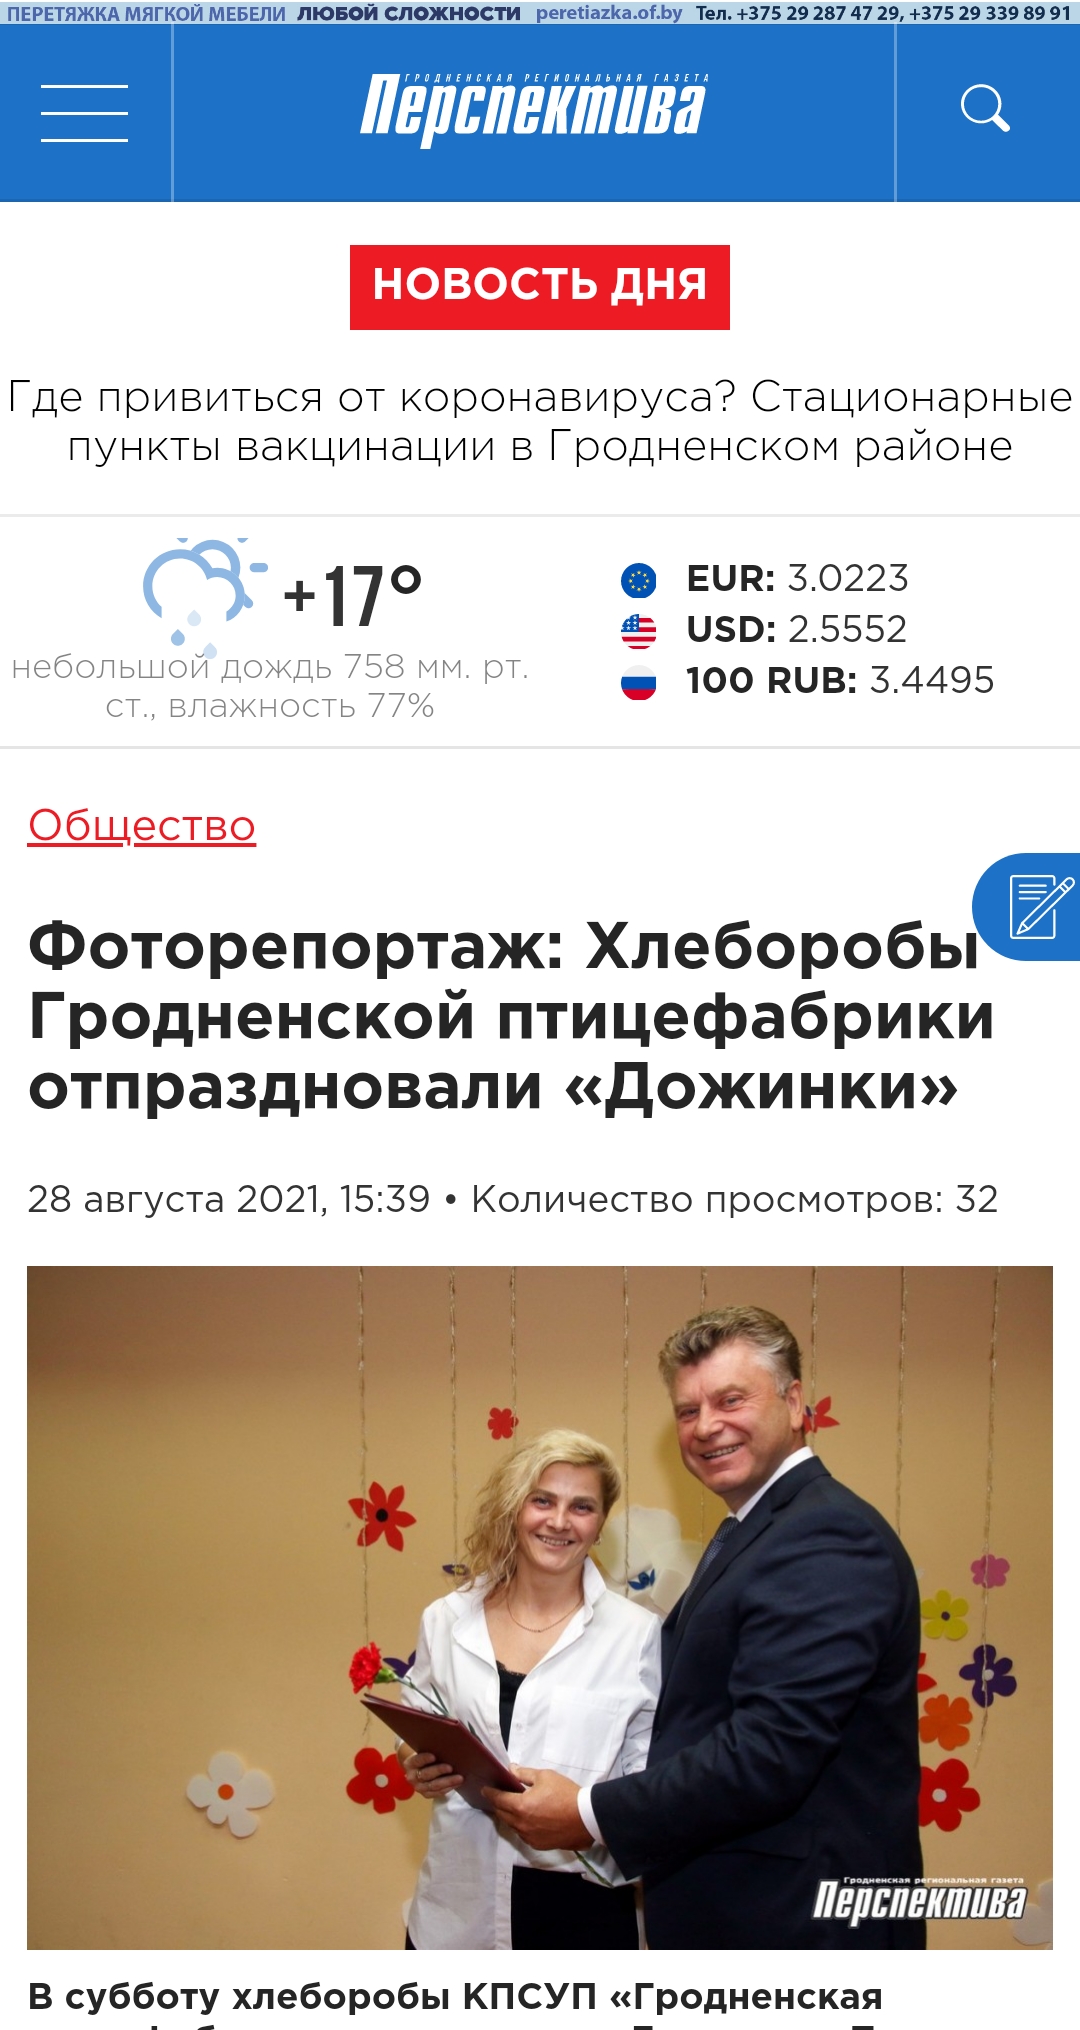 ПЕРЕТЯЖКА МЯГКОЙ МЕБЕЛИ ЛЮБОЙ СЛОЖНОСТИ peretiazka.of.by Тел. +375 29 287 47 29, +375 29 339 89 91
ГРОДНЕНСКАЯ РЕГИОНАЛЬНАЯ ГАЗЕТА
Перспектива
НОВОСТЬ ДНЯ
Где привиться от коронавируса? Стационарные
пункты вакцинации в Гродненском районе
+17°
небольшой дождь 758 мм. рт.
ст., влажность 77%
EUR: 3.0223
USD: 2.5552
100 RUB: 3.4495
Общество
Фоторепортаж: Хлеборобы
Гродненской птицефабрики
отпраздновали «Дожинки»
28 августа 2021, 15:39 • Количество просмотров: 32
Гродненская региональная газета
Перспектива
В субботу хлеборобы КПСУП «Гродненская